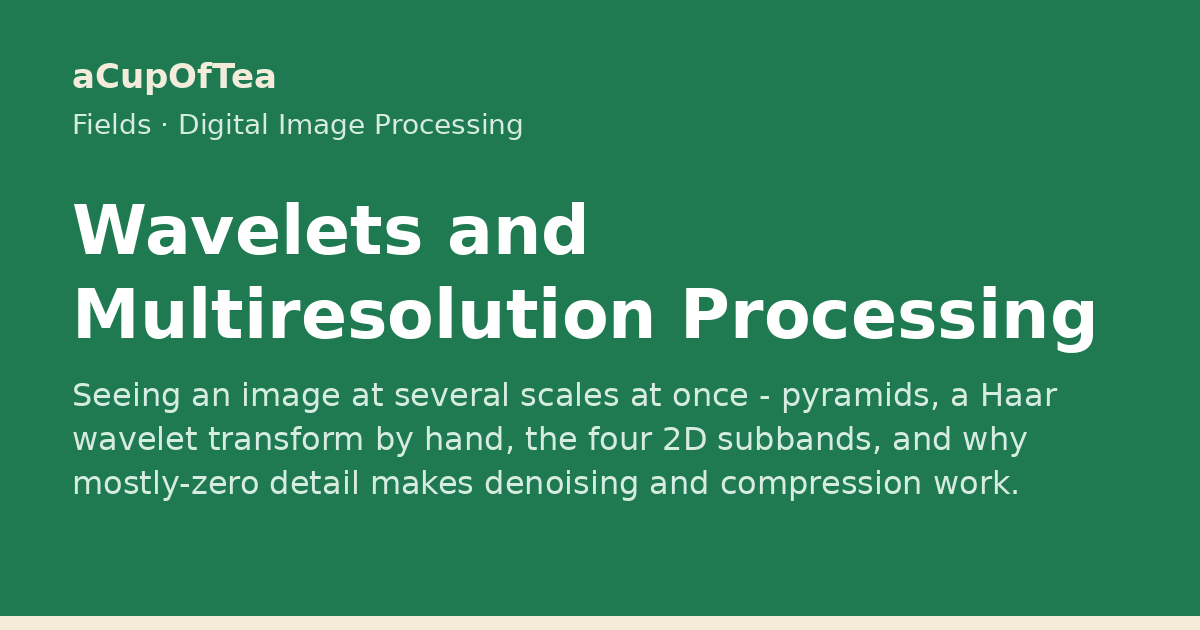 aCupOfTea
Fields · Digital Image Processing
Wavelets and
Multiresolution Processing
Seeing an image at several scales at once - pyramids, a Haar
wavelet transform by hand, the four 2D subbands, and why
mostly-zero detail makes denoising and compression work.